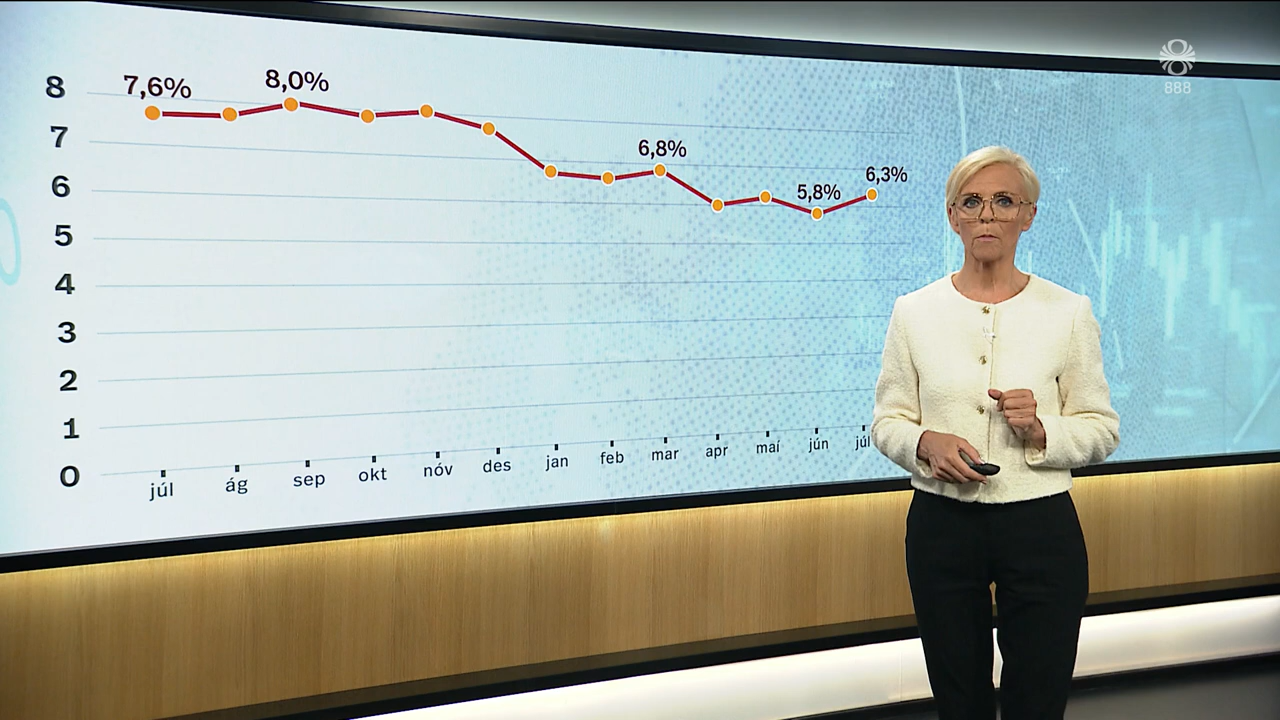 888
8
7,6%
8,0%
7
6,8%
6
5,8%
6,3%
5
4
3
2
1
0
júl
ág
sep
okt
nóv
des
jan
feb
mar
apr
maí
jún
júl